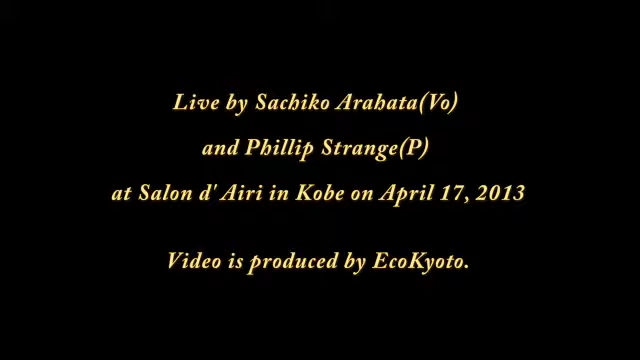 Live by Sachiko Arahata(Vo)
and Phillip Strange(P)
at Salon d' Airi in Kobe on April 17, 2013
Video is produced by EcoKyoto.